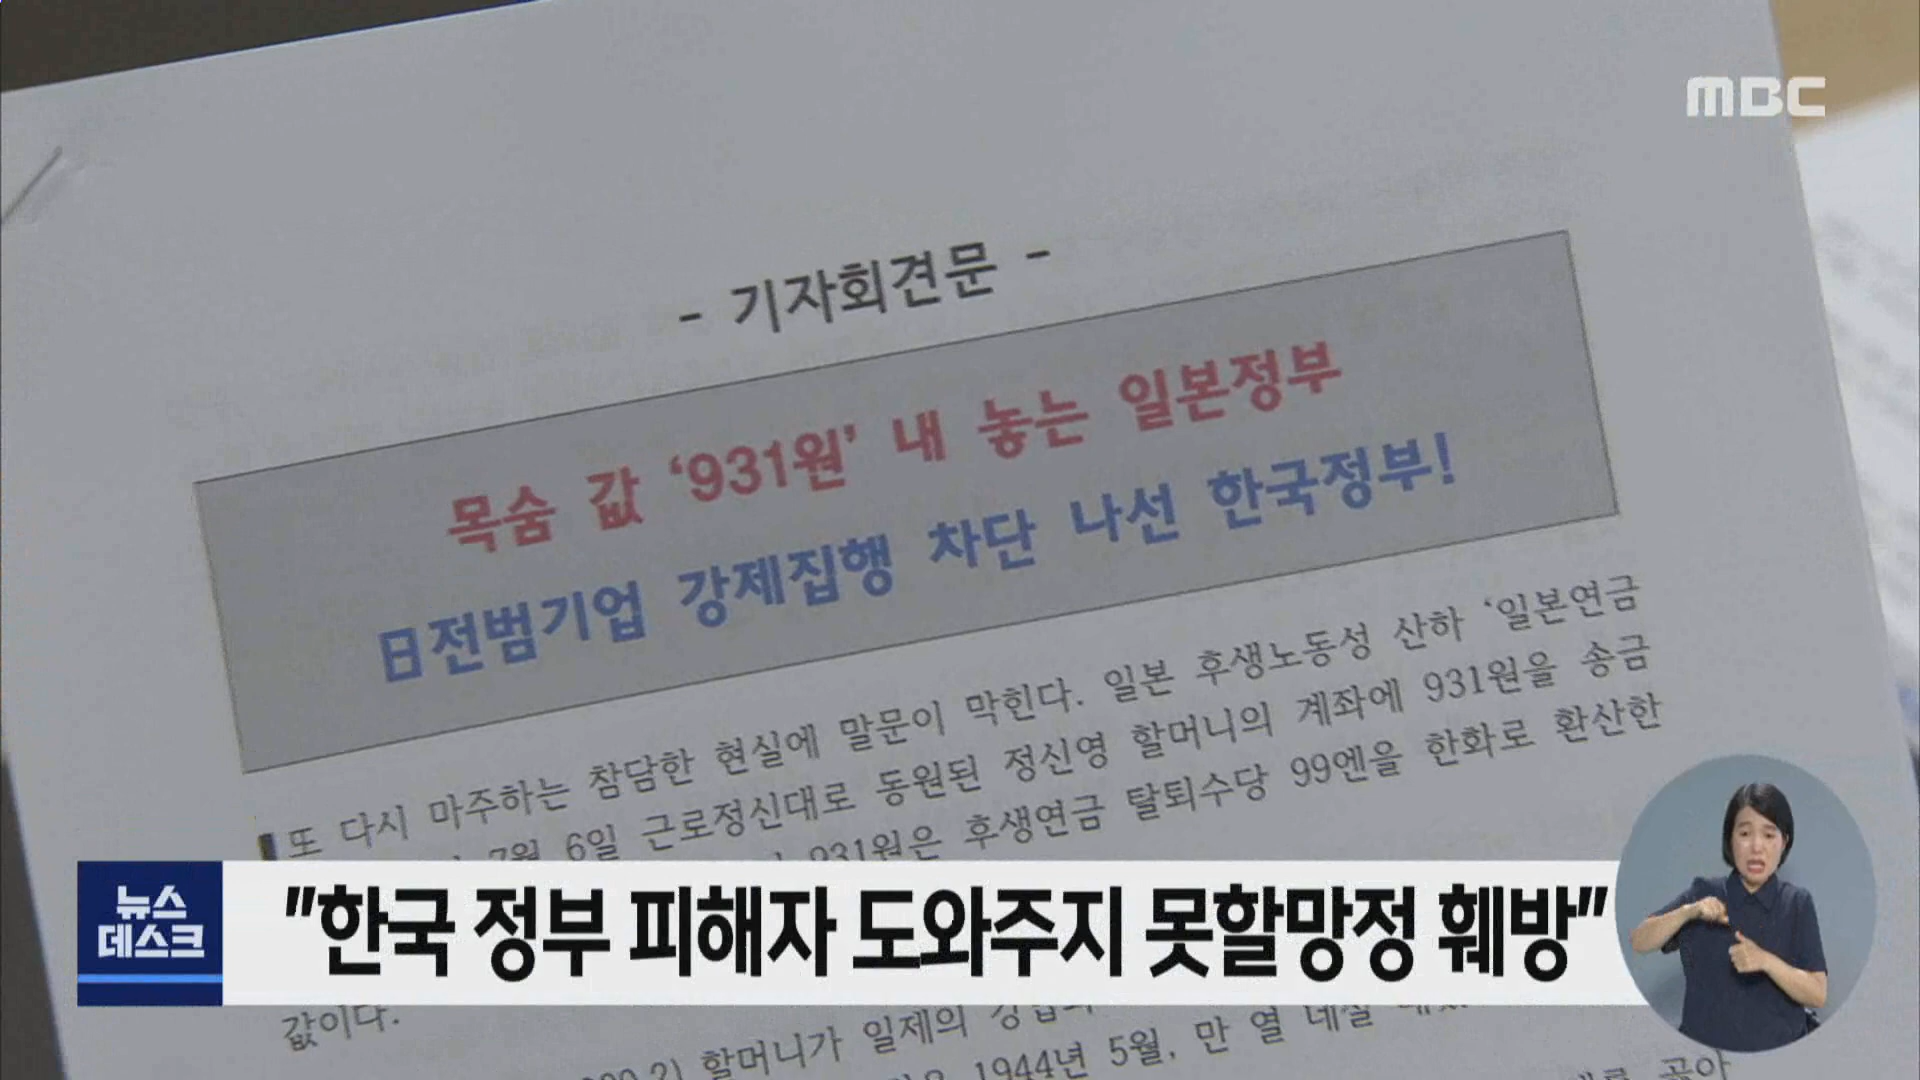 MBC
- 기자회견문 -
목숨 값 ‘931원’ 내 놓는 일본정부
日전범기업 강제집행 차단 나선 한국정부!
또 다시 마주하는 참담한 현실에 말문이 막힌다. 일본 후생노동성 산하 ‘일본연금
7월 6일 근로정신대로 동원된 정신영 할머니의 계좌에 931원을 송금
931원은 후생연금 탈퇴수당 99엔을 한화로 환산한
뉴스
데스크
"한국 정부 피해자 도와주지 못할망정 훼방"
값이다.
할머니가 일제의
1944년 5월, 만 열 네살